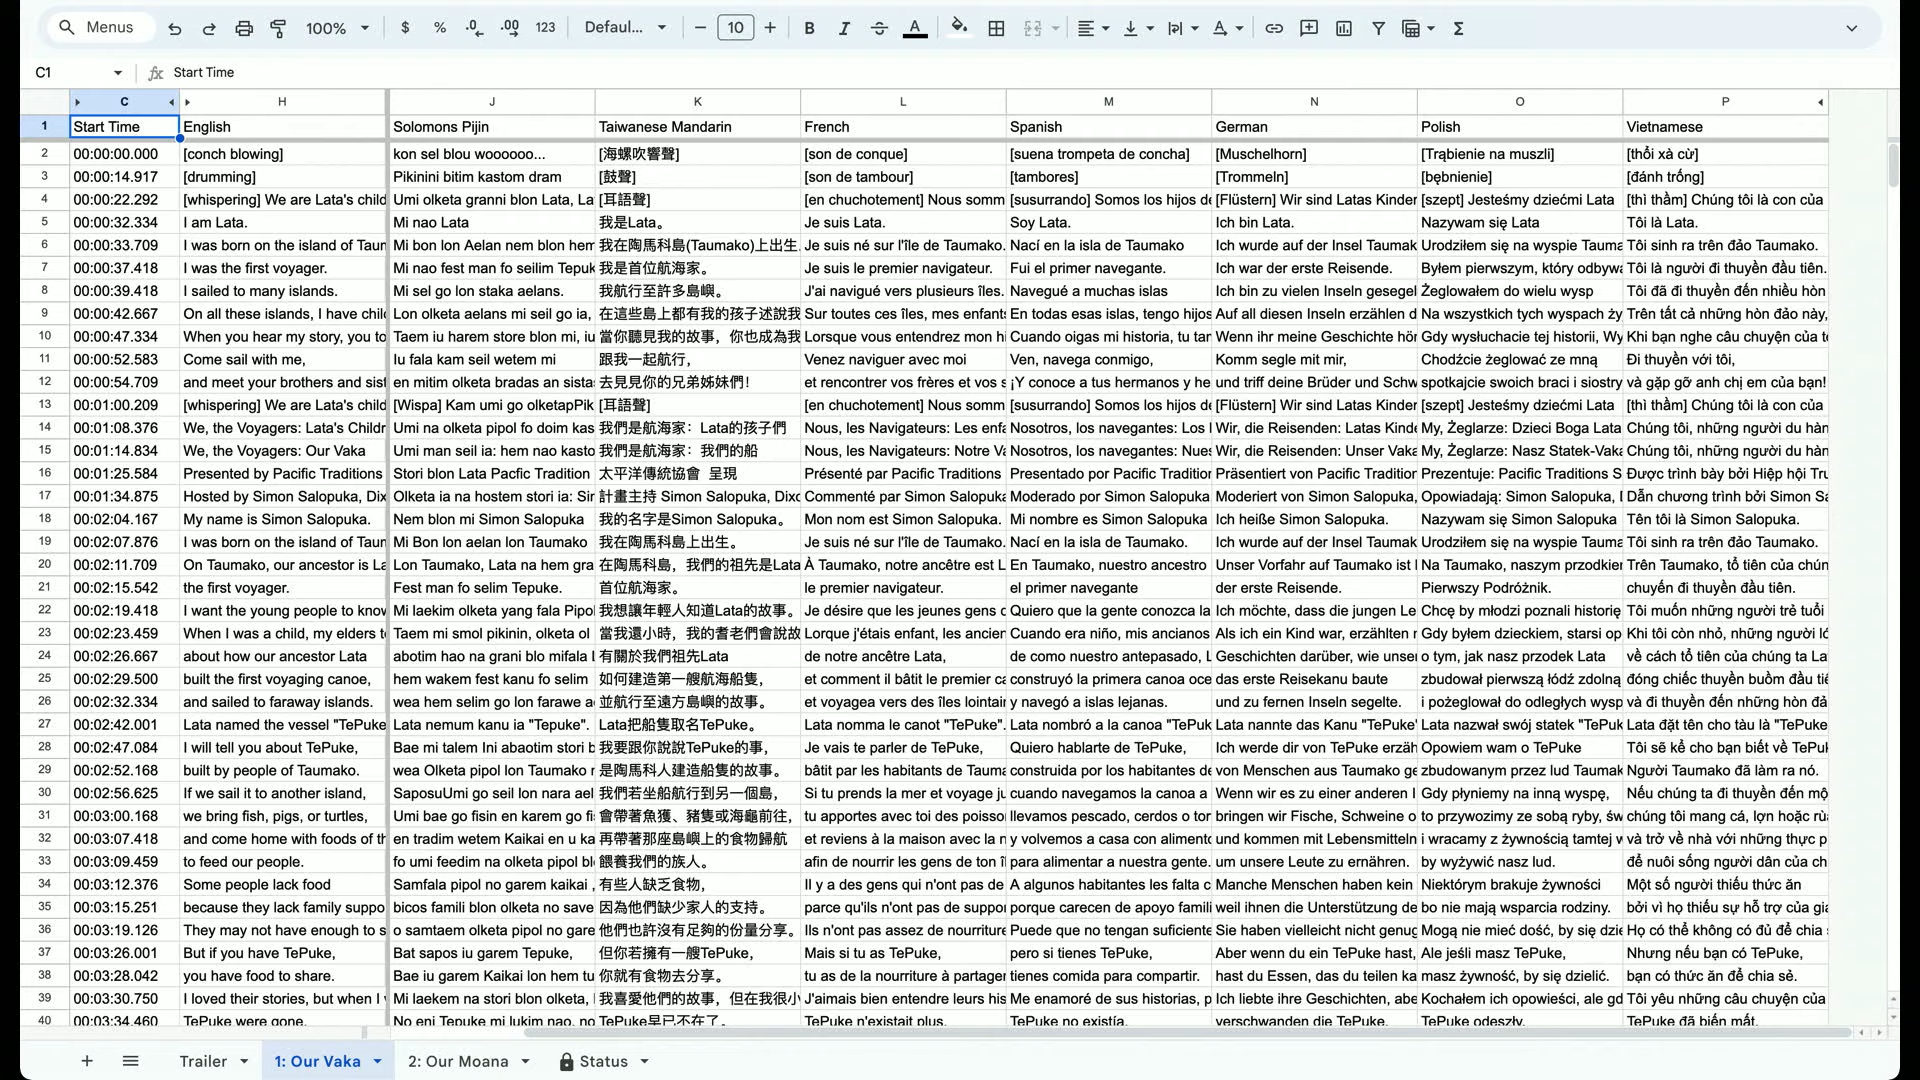 Menus 100% $ % .0 .00 123 Defaul... 10 B I A Σ
C1 fx Start Time
C H J K L M N O P
1 Start Time English Solomons Pijin Taiwanese Mandarin French Spanish German Polish Vietnamese
2 00:00:00.000 [conch blowing] kon sel blou woooooo... [海螺吹響聲] [son de conque] [suena trompeta de concha] [Muschelhorn] [Trąbienie na muszli] [thổi xà cừ]
3 00:00:14.917 [drumming] Pikinini bitim kastom dram [鼓聲] [son de tambour] [tambores] [Trommeln] [bębnienie] [đánh trống]
4 00:00:22.292 [whispering] We are Lata's child Umi olketa granni blon Lata, La [耳語聲] [en chuchotement] Nous somm [susurrando] Somos los hijos de [Flüstern] Wir sind Latas Kinder [szept] Jesteśmy dziećmi Lata [thì thầm] Chúng tôi là con của
5 00:00:32.334 I am Lata. Mi nao Lata 我是Lata。 Je suis Lata. Soy Lata. Ich bin Lata. Nazywam się Lata Tôi là Lata.
6 00:00:33.709 I was born on the island of Taum Mi bon lon Aelan nem blon hem 我在陶馬科島(Taumako)上出生 Je suis né sur l'île de Taumako. Nací en la isla de Taumako Ich wurde auf der Insel Taumak Urodziłem się na wyspie Tauma Tôi sinh ra trên đảo Taumako.
7 00:00:37.418 I was the first voyager. Mi nao fest man fo seilim Tepuk 我是首位航海家。 Je suis le premier navigateur. Fui el primer navegante. Ich war der erste Reisende. Byłem pierwszym, który odbywa Tôi là người đi thuyền đầu tiên.
8 00:00:39.418 I sailed to many islands. Mi sel go lon staka aelans. 我航行至許多島嶼。 J'ai navigué vers plusieurs îles. Navegué a muchas islas Ich bin zu vielen Inseln gesegel Żeglowałem do wielu wysp Tôi đã đi thuyền đến nhiều hòn
9 00:00:42.667 On all these islands, I have chil Lon olketa aelans mi seil go ia, 在這些島上都有我的孩子述說我 Sur toutes ces îles, mes enfant En todas esas islas, tengo hijos Auf all diesen Inseln erzählen d Na wszystkich tych wyspach ży Trên tất cả những hòn đảo này,
10 00:00:47.334 When you hear my story, you to Taem iu harem store blon mi, iu 當你聽見我的故事，你也成為我 Lorsque vous entendrez mon hi Cuando oigas mi historia, tu tam Wenn ihr meine Geschichte hör Gdy wysłuchacie tej historii, Wy Khi bạn nghe câu chuyện của t
11 00:00:52.583 Come sail with me, Iu fala kam seil wetem mi 跟我一起航行， Venez naviguer avec moi Ven, navega conmigo, Komm segle mit mir, Chodźcie żeglować ze mną Đi thuyền với tôi,
12 00:00:54.709 and meet your brothers and sist en mitim olketa bradas an sista 去見見你的兄弟姊妹們！ et rencontrer vos frères et vos s ¡Y conoce a tus hermanos y he und triff deine Brüder und Schw spotkajcie swoich braci i siostry và gặp gỡ anh chị em của bạn!
13 00:01:00.209 [whispering] We are Lata's child [Wispa] Kam umi go olketapPik [耳語聲] [en chuchotement] Nous somm [susurrando] Somos los hijos de [Flüstern] Wir sind Latas Kinder [szept] Jesteśmy dziećmi Lata [thì thầm] Chúng tôi là con của
14 00:01:08.376 We, the Voyagers: Lata's Childr Umi na olketa pipol fo doim kas 我們是航海家：Lata的孩子們 Nous, les Navigateurs: Les enfa Nosotros, los navegantes: Los Wir, die Reisenden: Latas Kinde My, Żeglarze: Dzieci Boga Lata Chúng tôi, những người du hàn
15 00:01:14.834 We, the Voyagers: Our Vaka Umi man seil ia: hem nao kasto 我們是航海家：我們的船 Nous, les Navigateurs: Notre Va Nosotros, los navegantes: Nues Wir, die Reisenden: Unser Vaka My, Żeglarze: Nasz Statek-Vaka Chúng tôi, những người du hàn
16 00:01:25.584 Presented by Pacific Traditions Stori blon Lata Pacfic Tradition 太平洋傳統協會 呈現 Présenté par Pacific Traditions Presentado por Pacific Tradition Präsentiert von Pacific Tradition Prezentuje: Pacific Traditions S Được trình bày bởi Hiệp hội Tru
17 00:01:34.875 Hosted by Simon Salopuka, Dix Olketa ia na hostem stori ia: Sir 計畫主持 Simon Salopuka, Dixo Commenté par Simon Salopuka Moderado por Simon Salopuka Moderiert von Simon Salopuka, Opowiadają: Simon Salopuka, Dẫn chương trình bởi Simon Sa
18 00:02:04.167 My name is Simon Salopuka. Nem blon mi Simon Salopuka 我的名字是Simon Salopuka。 Mon nom est Simon Salopuka. Mi nombre es Simon Salopuka Ich heiße Simon Salopuka. Nazywam się Simon Salopuka Tên tôi là Simon Salopuka.
19 00:02:07.876 I was born on the island of Taum Mi Bon lon aelan lon Taumako 我在陶馬科島上出生。 Je suis né sur l'île de Taumako. Nací en la isla de Taumako. Ich wurde auf der Insel Taumak Urodziłem się na wyspie Tauma Tôi sinh ra trên đảo Taumako.
20 00:02:11.709 On Taumako, our ancestor is La Lon Taumako, Lata na hem gra 在陶馬科島，我們的祖先是Lata À Taumako, notre ancêtre est L En Taumako, nuestro ancestro Unser Vorfahr auf Taumako ist Na Taumako, naszym przodkier Trên Taumako, tổ tiên của chún
21 00:02:15.542 the first voyager. Fest man fo selim Tepuke. 首位航海家。 le premier navigateur. el primer navegante der erste Reisende. Pierwszy Podróżnik. chuyến đi thuyền đầu tiên.
22 00:02:19.418 I want the young people to know Mi laekim olketa yang fala Pipo 我想讓年輕人知道Lata的故事。 Je désire que les jeunes gens c Quiero que la gente conozca la Ich möchte, dass die jungen Le Chcę by młodzi poznali historię Tôi muốn những người trẻ tuổi
23 00:02:23.459 When I was a child, my elders t Taem mi smol pikinin, olketa ol 當我還小時，我的耆老們會說故 Lorque j'étais enfant, les ancien Cuando era niño, mis ancianos Als ich ein Kind war, erzählten Gdy byłem dzieckiem, starsi op Khi tôi còn nhỏ, những người l
24 00:02:26.667 about how our ancestor Lata abotim hao na grani blo mifala 有關於我們祖先Lata de notre ancêtre Lata, de como nuestro antepasado, L Geschichten darüber, wie unser o tym, jak nasz przodek Lata về cách tổ tiên của chúng ta La
25 00:02:29.500 built the first voyaging canoe, hem wakem fest kanu fo selim 如何建造第一艘航海船隻， et comment il bâtit le premier ca construyó la primera canoa oce das erste Reisekanu baute zbudował pierwszą łódź zdolną đóng chiếc thuyền buồm đầu ti
26 00:02:32.334 and sailed to faraway islands. wea hem selim go lon farawe a 並航行至遠方島嶼的故事。 et voyagea vers des îles lointair y navegó a islas lejanas. und zu fernen Inseln segelte. i pożeglował do odległych wysp và đi thuyền đến những hòn đả
27 00:02:42.001 Lata named the vessel "TePuke Lata nemum kanu ia "Tepuke". Lata把船隻取名TePuke。 Lata nomma le canot "TePuke". Lata nombró a la canoa "TePuk Lata nannte das Kanu "TePuke" Lata nazwał swój statek "TePuk Lata đặt tên cho tàu là "TePuke
28 00:02:47.084 I will tell you about TePuke, Bae mi talem Ini abaotim stori b 我要跟你說說TePuke的事， Je vais te parler de TePuke, Quiero hablarte de TePuke, Ich werde dir von TePuke erzäh Opowiem wam o TePuke Tôi sẽ kể cho bạn biết về TePuk
29 00:02:52.168 built by people of Taumako. wea Olketa pipol lon Taumako 是陶馬科人建造船隻的故事。 bâtit par les habitants de Tauma construida por los habitantes de von Menschen aus Taumako ge zbudowanym przez lud Taumak Người Taumako đã làm ra nó.
30 00:02:56.625 If we sail it to another island, SaposuUmi go seil lon nara ael 我們若坐船航行到另一個島， Si tu prends la mer et voyage ju cuando navegamos la canoa a Wenn wir es zu einer anderen I Gdy płyniemy na inną wyspę, Nếu chúng ta đi thuyền đến mộ
31 00:03:00.168 we bring fish, pigs, or turtles, Umi bae go fisin en karem go fi 會帶著魚獲、豬隻或海龜前往， tu apportes avec toi des poisso llevamos pescado, cerdos o tor bringen wir Fische, Schweine o to przywozimy ze sobą ryby, św chúng tôi mang cá, lợn hoặc rù
32 00:03:07.418 and come home with foods of th en tradim wetem Kaikai en u ka 再帶著那座島嶼上的食物歸航 et reviens à la maison avec la n y volvemos a casa con aliment und kommen mit Lebensmitteln i wracamy z żywnością tamtej w và trở về nhà với những thực p
33 00:03:09.459 to feed our people. fo umi feedim na olketa pipol bl 餵養我們的族人。 afin de nourrir les gens de ton î para alimentar a nuestra gente. um unsere Leute zu ernähren. by wyżywić nasz lud. để nuôi sống người dân của ch
34 00:03:12.376 Some people lack food Samfala pipol no garem kaikai , 有些人缺乏食物， Il y a des gens qui n'ont pas de A algunos habitantes les falta c Manche Menschen haben kein Niektórym brakuje żywności Một số người thiếu thức ăn
35 00:03:15.251 because they lack family suppo bicos famili blon olketa no save 因為他們缺少家人的支持。 parce qu'ils n'ont pas de suppor porque carecen de apoyo famili weil ihnen die Unterstützung de bo nie mają wsparcia rodziny. bởi vì họ thiếu sự hỗ trợ của gia
36 00:03:19.126 They may not have enough to s o samtaem olketa pipol no gare 他們也許沒有足夠的份量分享。 Ils n'ont pas assez de nourriture Puede que no tengan suficiente Sie haben vielleicht nicht genug Mogą nie mieć dość, by się dzie Họ có thể không có đủ để chia
37 00:03:26.001 But if you have TePuke, Bat sapos iu garem Tepuke, 但你若擁有一艘TePuke, Mais si tu as TePuke, pero si tienes TePuke, Aber wenn du ein TePuke hast, Ale jeśli masz TePuke, Nhưng nếu bạn có TePuke,
38 00:03:28.042 you have food to share. Bae iu garem Kaikai lon hem tu 你就有食物去分享。 tu as de la nourriture à partager tienes comida para compartir. hast du Essen, das du teilen ka masz żywność, by się dzielić. bạn có thức ăn để chia sẻ.
39 00:03:30.750 I loved their stories, but when I Mi laekem na stori blon olketa, 我喜愛他們的故事，但在我很小 J'aimais bien entendre leurs his Me enamoré de sus historias, p Ich liebte ihre Geschichten, abe Kochałem ich opowieści, ale gd Tôi yêu những câu chuyện của
40 00:03:34.460 TePuke were gone. No eni Tepuke mi lukim nao, no TePuke早已不在了。 TePuke n'existait plus. TePuke no existía. verschwanden die TePuke. TePuke odeszły. TePuke đã biến mất.
Trailer 1: Our Vaka 2: Our Moana Status